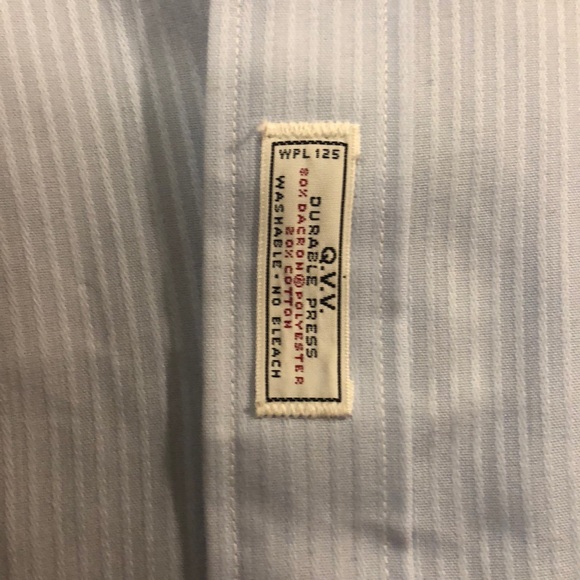 WPL 125
Q.V.V.
DURABLE PRESS
80% DACRON® POLYESTER
20% COTTON
WASHABLE · NO BLEACH